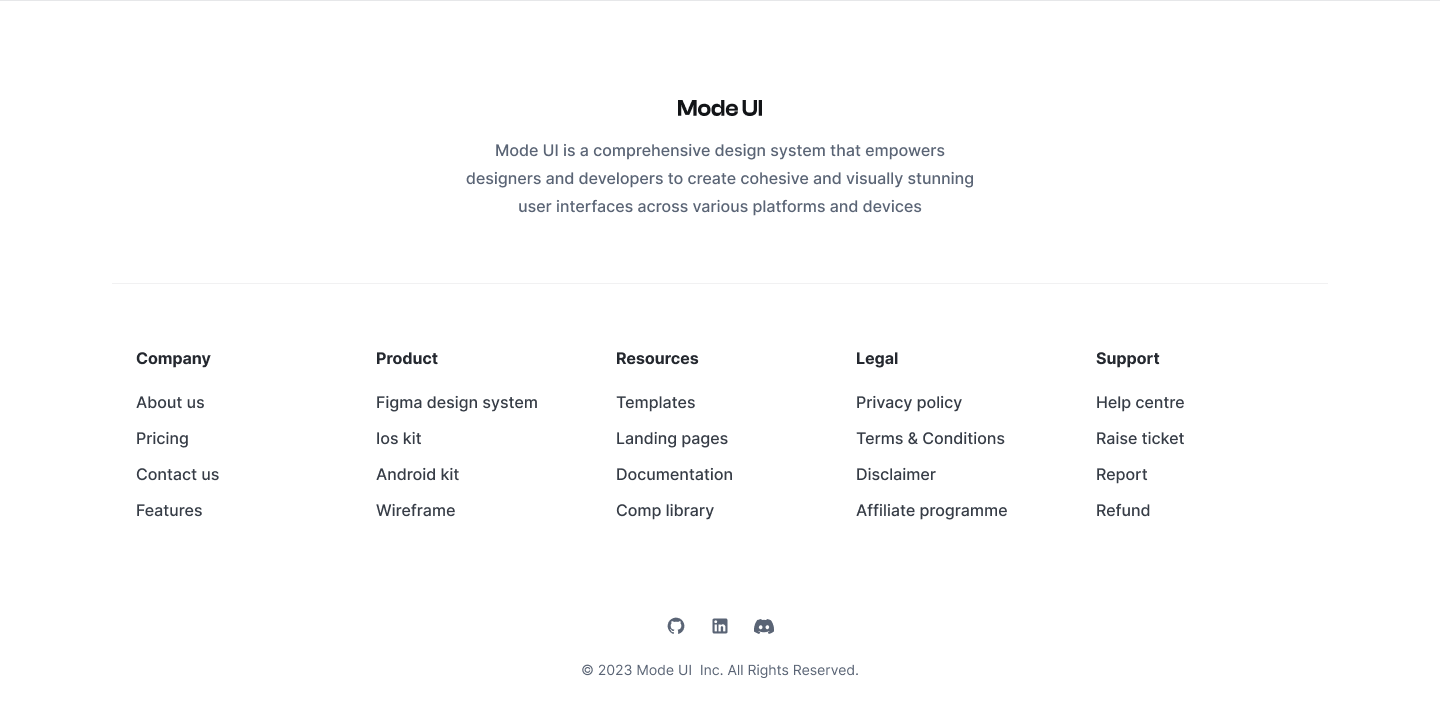 Mode UI
Mode UI is a comprehensive design system that empowers
designers and developers to create cohesive and visually stunning
user interfaces across various platforms and devices
Company
About us
Pricing
Contact us
Features
Product
Figma design system
Ios kit
Android kit
Wireframe
Resources
Templates
Landing pages
Documentation
Comp library
Legal
Privacy policy
Terms & Conditions
Disclaimer
Affiliate programme
Support
Help centre
Raise ticket
Report
Refund
in
© 2023 Mode UI  Inc. All Rights Reserved.